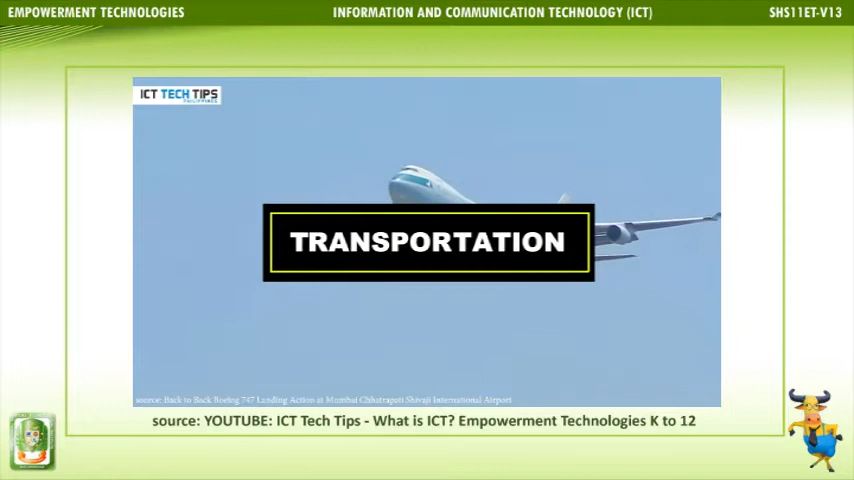 EMPOWERMENT TECHNOLOGIES
INFORMATION AND COMMUNICATION TECHNOLOGY (ICT)
SHS11ET-V13
ICT TECH TIPS
PHILIPPINES
TRANSPORTATION
source: Back to Back Boeing 747 Landing Action at Mumbai Chhatrapati Shivaji International Airport
source: YOUTUBE: ICT Tech Tips - What is ICT? Empowerment Technologies K to 12